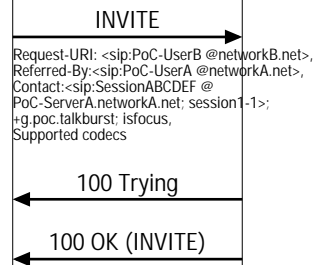 INVITE
Request-URI: <sip:PoC-UserB @networkB.net>,
Referred-By:<sip:PoC-UserA @networkA.net>,
Contact:<sip:SessionABCDEF @
PoC-ServerA.networkA.net; session1-1>;
+g.poc.talkburst; isfocus,
Supported codecs
100 Trying
100 OK (INVITE)